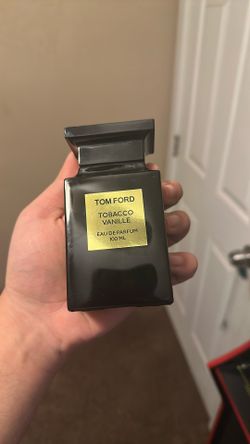 TOM FORD
TOBACCO
VANILLE
EAU DE PARFUM
100 ML